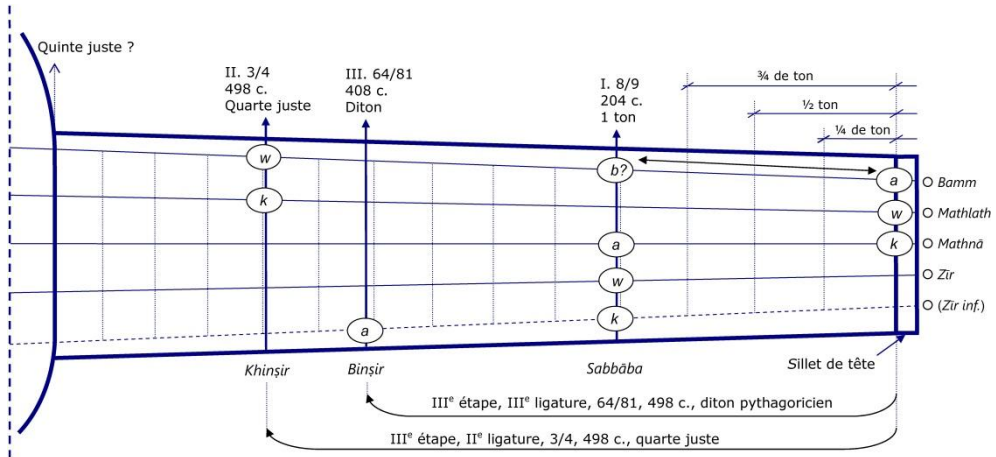 Quinte juste ?
II. 3/4
498 c.
Quarte juste
III. 64/81
408 c.
Diton
I. 8/9
204 c.
1 ton
¾ de ton
½ ton
¼ de ton
w
b?
a
Bamm
k
w
Mathlath
a
k
Mathnā
w
Zīr
a
k
(Zīr inf.)
Khinṣir
Binṣir
Sabbāba
Sillet de tête
IIIe étape, IIIe ligature, 64/81, 498 c., diton pythagoricien
IIIe étape, IIe ligature, 3/4, 498 c., quarte juste